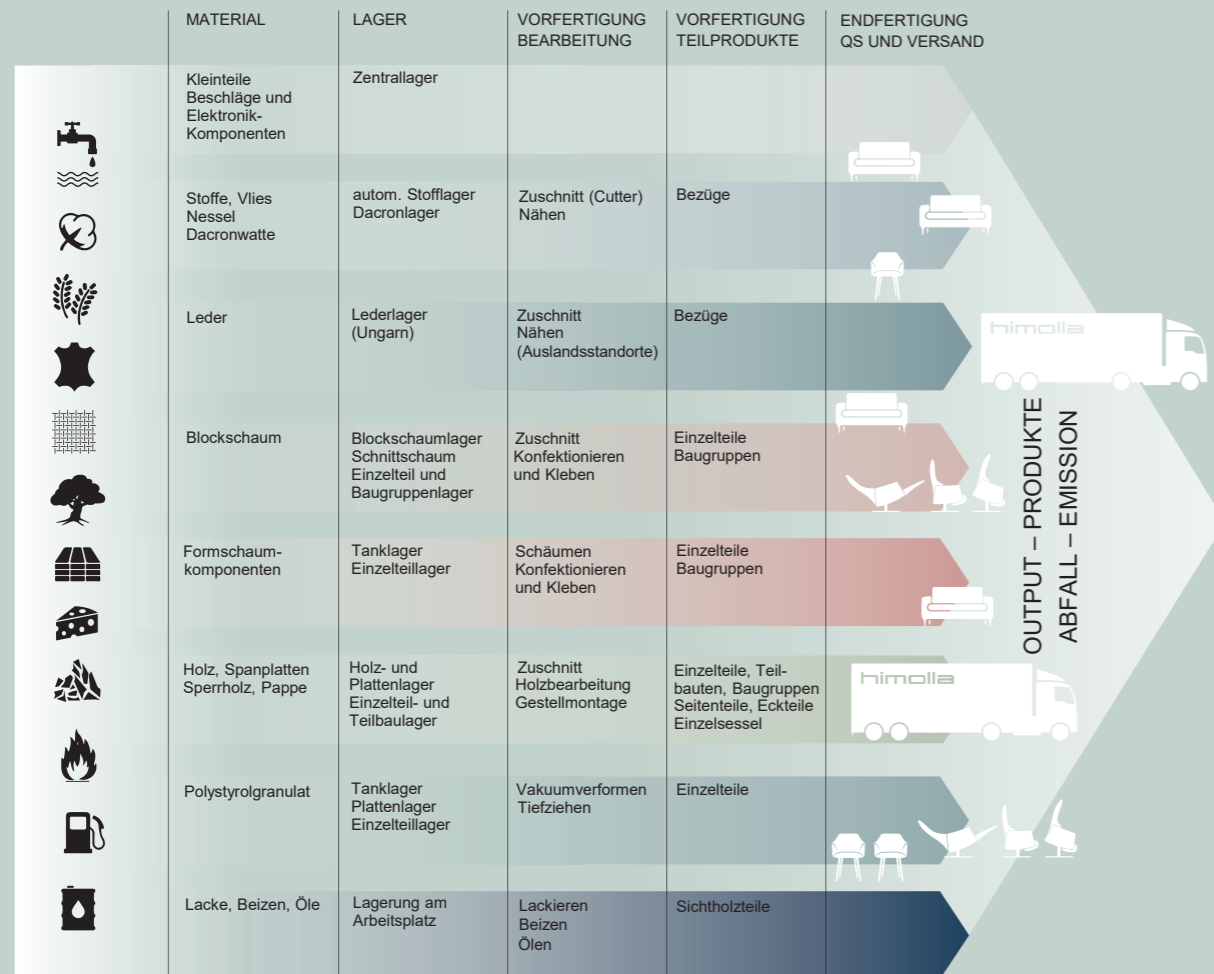 MATERIAL
LAGER
VORFERTIGUNG
BEARBEITUNG
VORFERTIGUNG
TEILPRODUKTE
ENDFERTIGUNG
QS UND VERSAND
Kleinteile
Beschläge und
Elektronik-
Komponenten
Zentrallager
Stoffe, Vlies
Nessel
Dacronwatte
autom. Stofflager
Dacronlager
Zuschnitt (Cutter)
Nähen
Bezüge
Leder
Lederlager
(Ungarn)
Zuschnitt
Nähen
(Auslandsstandorte)
Bezüge
himolla
Blockschaum
Blockschaumlager
Schnittschaum
Einzelteil und
Baugruppenlager
Zuschnitt
Konfektionieren
und Kleben
Einzelteile
Baugruppen
Formschaum-
komponenten
Tanklager
Einzelteillager
Schäumen
Konfektionieren
und Kleben
Einzelteile
Baugruppen
OUTPUT – PRODUKTE
ABFALL – EMISSION
Holz, Spanplatten
Sperrholz, Pappe
Holz- und
Plattenlager
Einzelteil- und
Teilbaulager
Zuschnitt
Holzbearbeitung
Gestellmontage
Einzelteile, Teil-
bauten, Baugruppen
Seitenteile, Eckteile
Einzelsessel
himolla
Polystyrolgranulat
Tanklager
Plattenlager
Einzelteillager
Vakuumverformen
Tiefziehen
Einzelteile
Lacke, Beizen, Öle
Lagerung am
Arbeitsplatz
Lackieren
Beizen
Ölen
Sichtholzteile